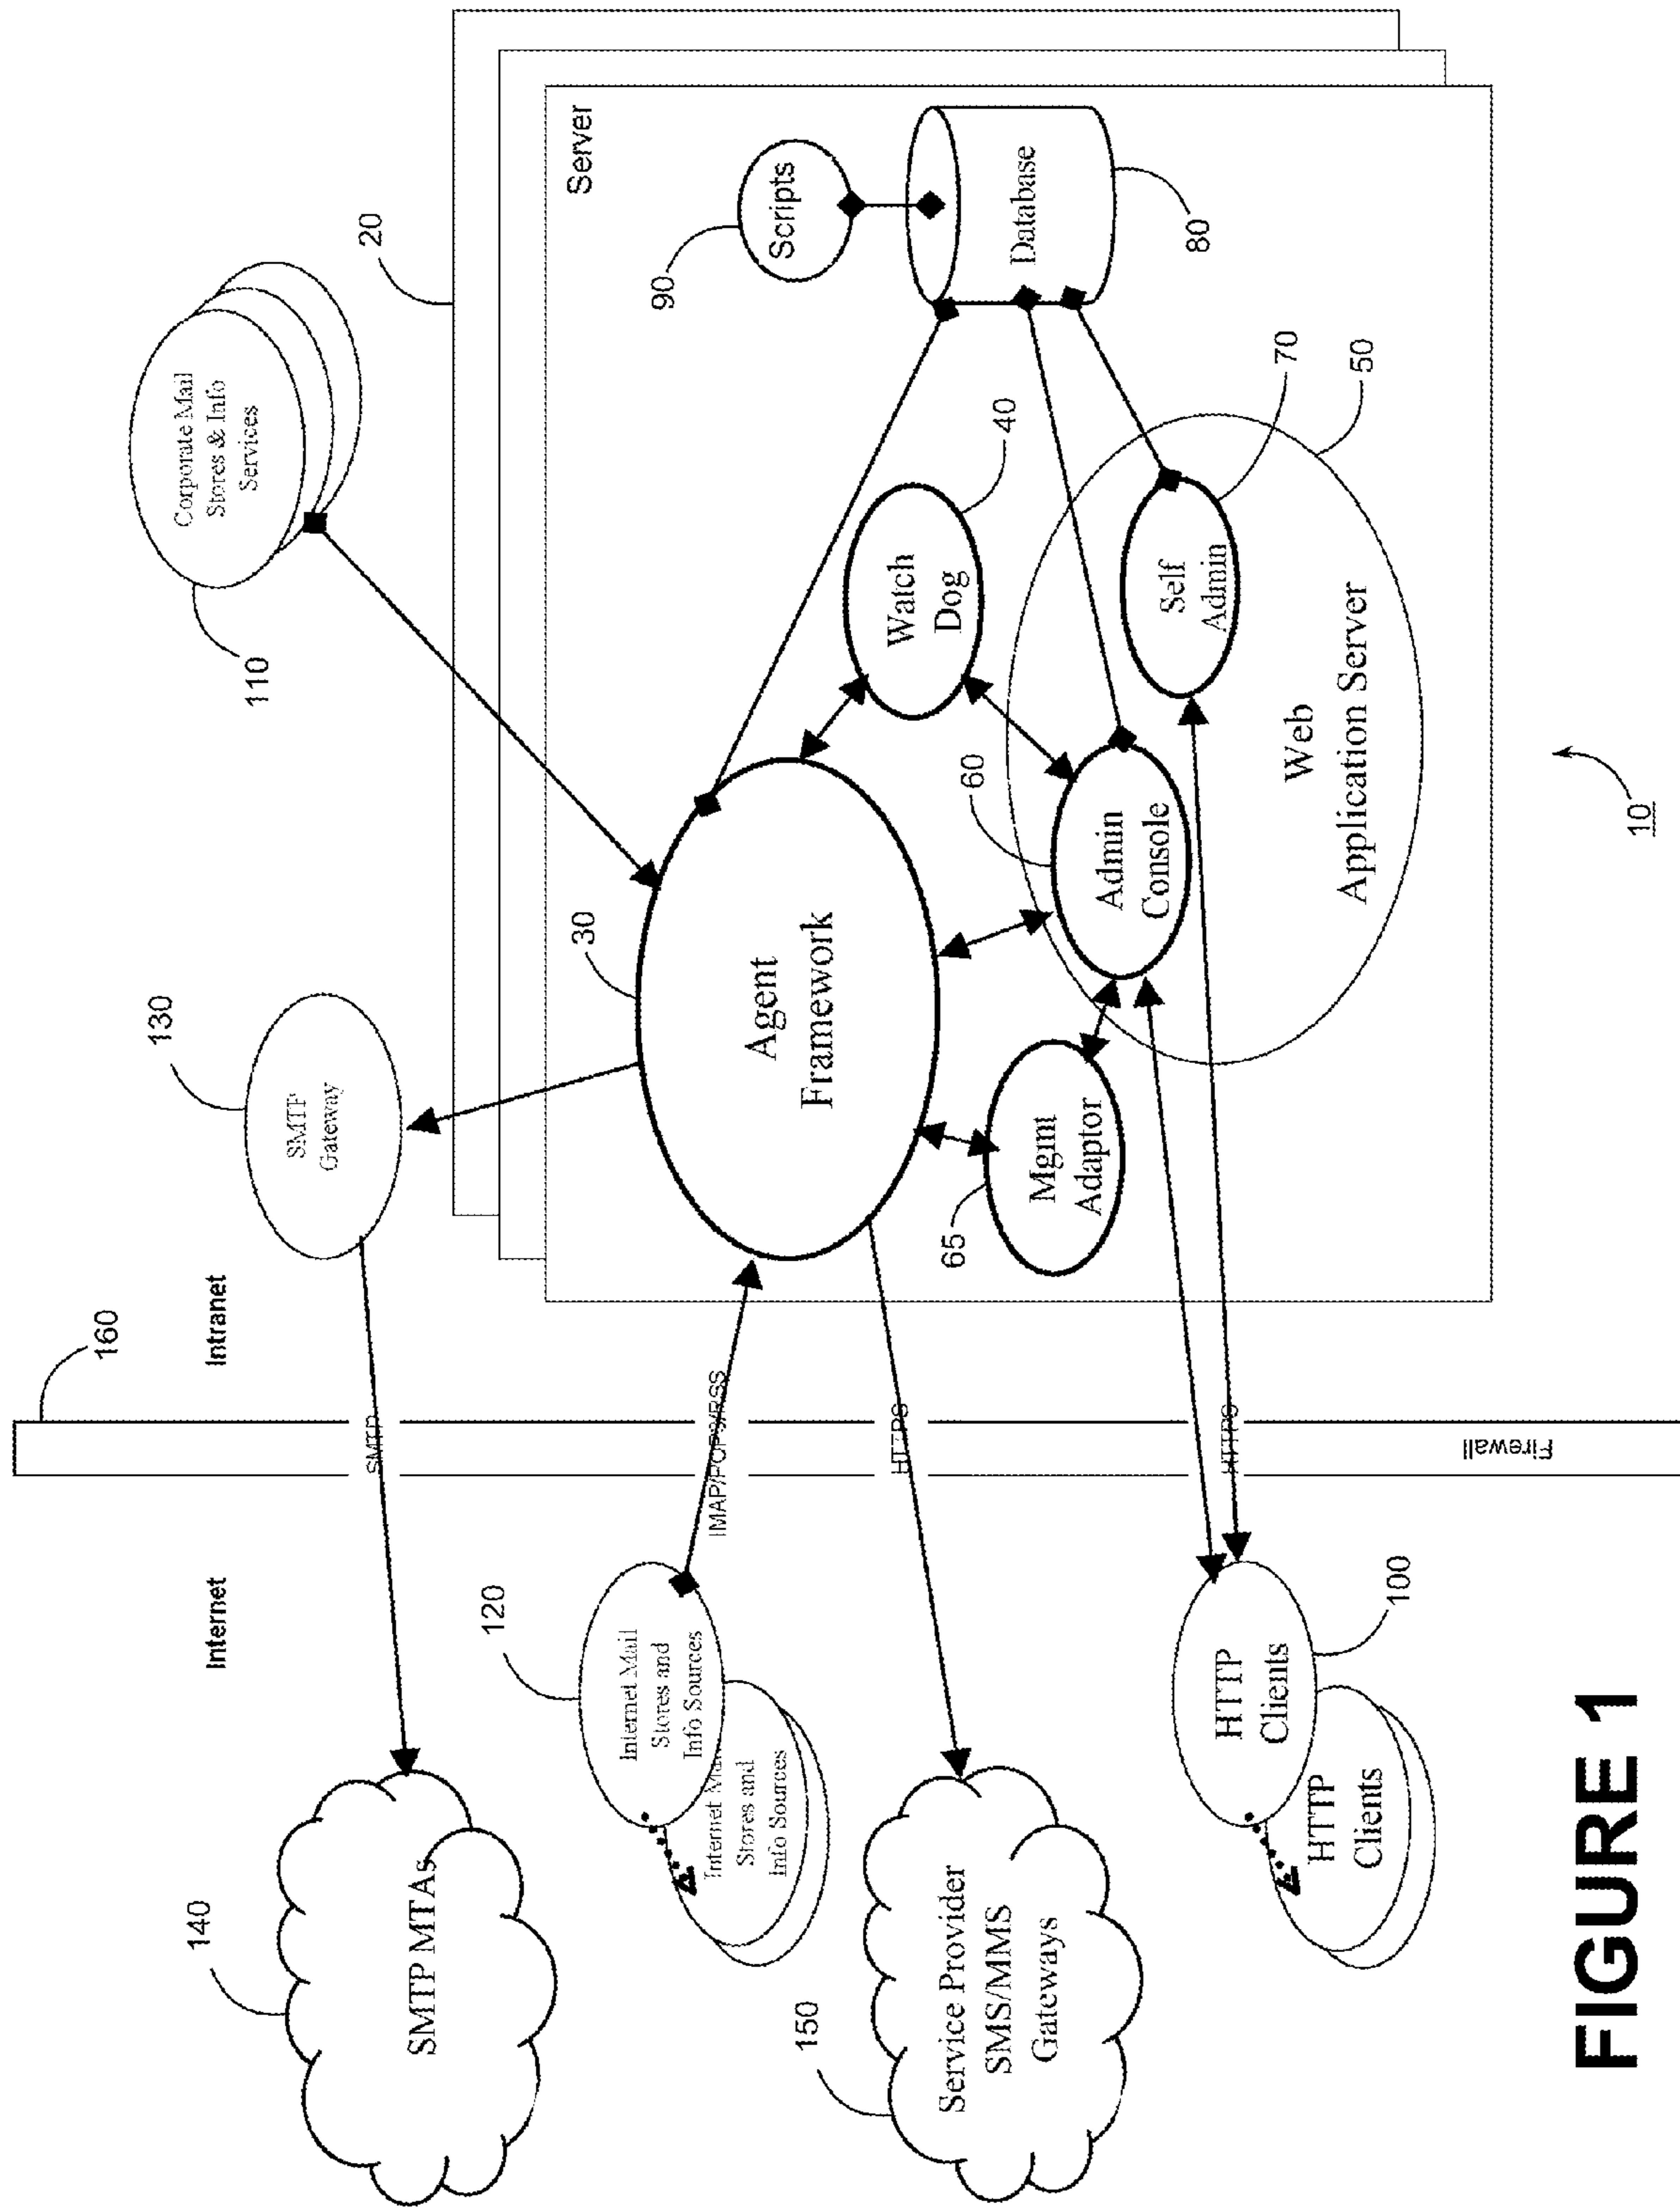 Internet
Intranet
160
140
SMTP MTAs
SMTP
130
SMTP
Gateway
110
Corporate Mail
Stores & Info
Services
20
Server
120
Internet Mail
Stores and
Info Sources
Internet
Stores and
Info Sources
IMAP/POP3/RSS
30
Agent
Framework
Watch
Dog
40
90
Scripts
Database
80
150
Service Provider
SMS/MMS
Gateways
HTTPS
65
Mgmt
Adaptor
60
Admin
Console
Self
Admin
70
50
Web
Application Server
HTTP
Clients
100
HTTP
Clients
HTTPS
Firewall
10
FIGURE 1